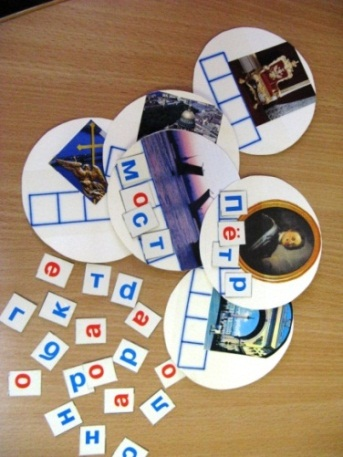 мост
пётр
е
т
р
к
а
а
р
о
р
о
о
а
л
н
н
с